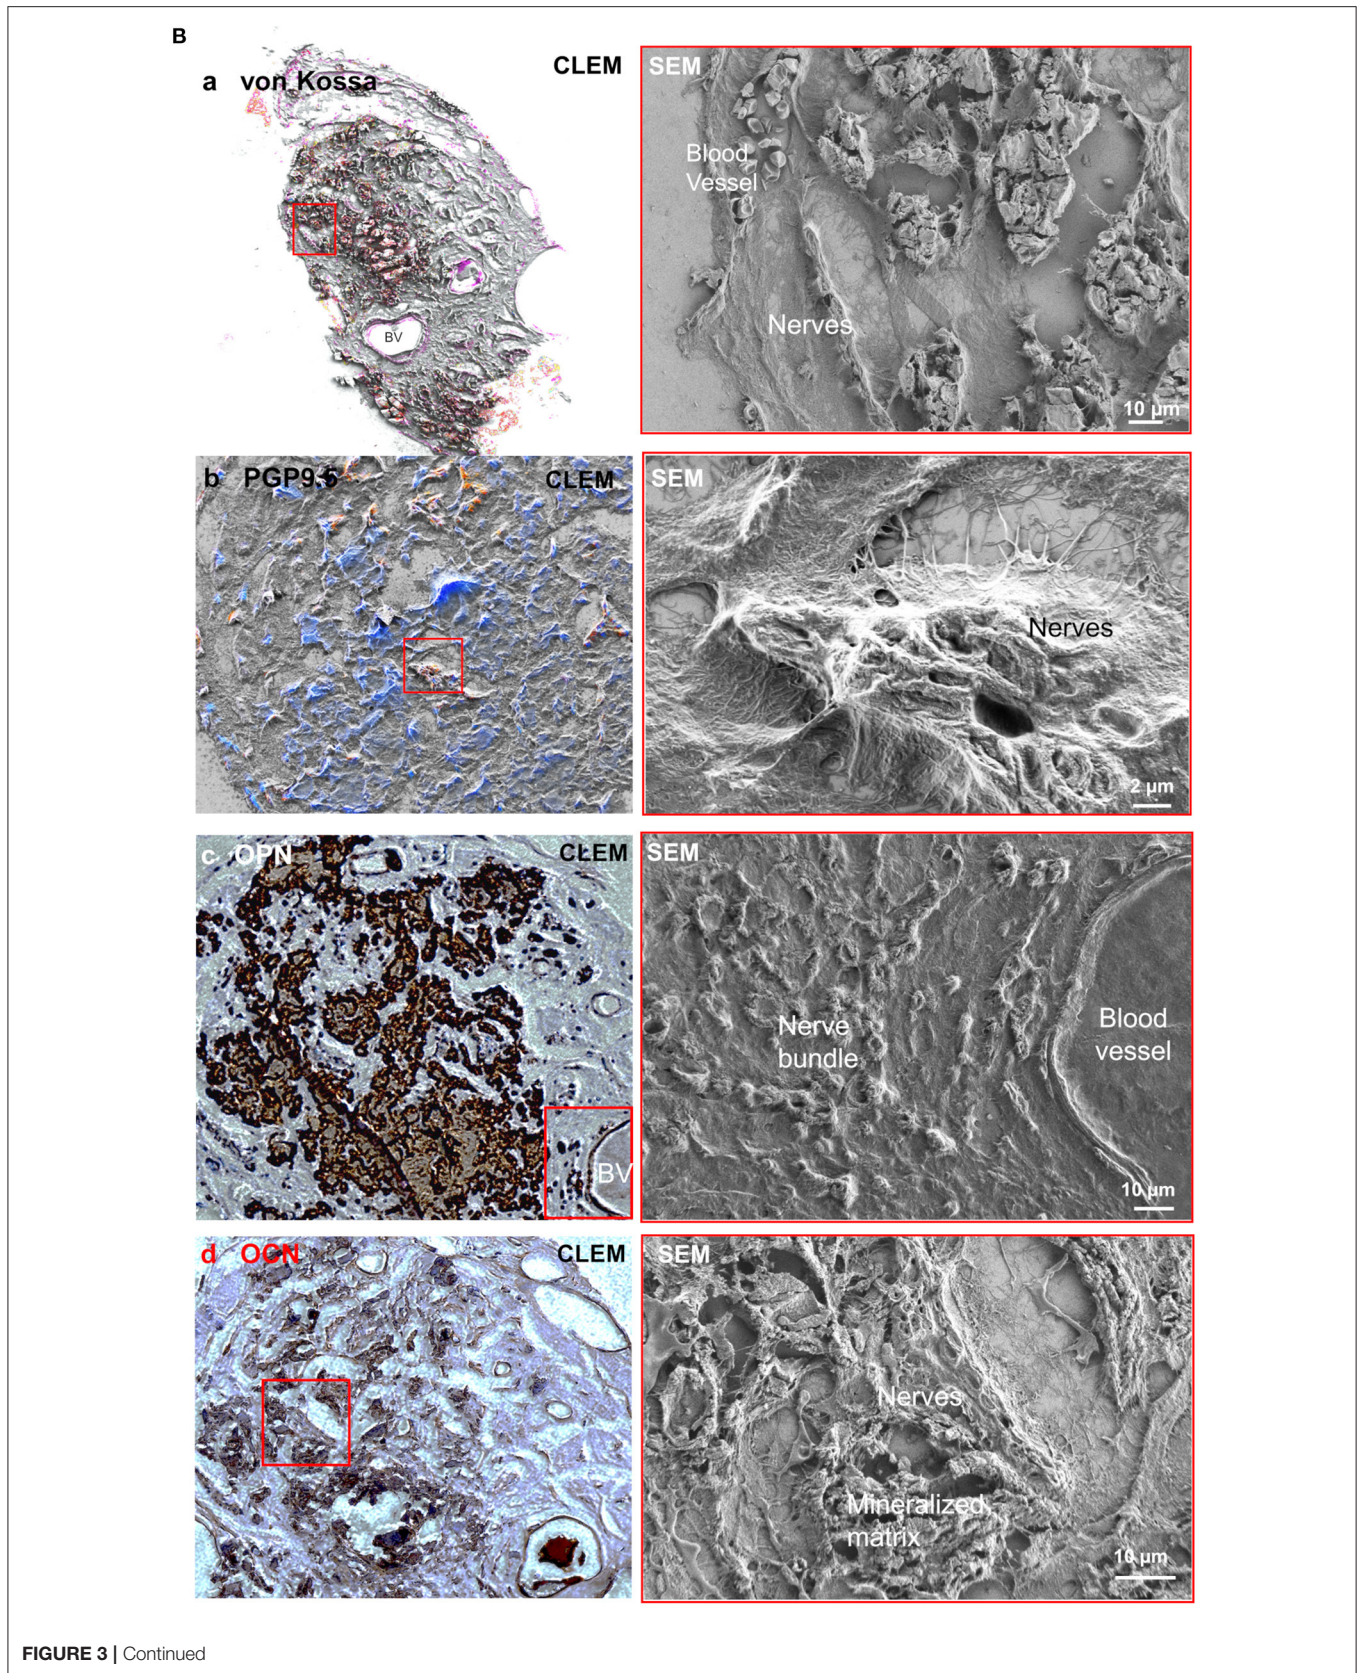 B
a von Kossa
CLEM
BV
SEM
Blood
Vessel
Nerves
10 µm
b PGP9.5
CLEM
SEM
Nerves
2 µm
c OPN
CLEM
BV
SEM
Nerve
bundle
Blood
vessel
10 µm
d OCN
CLEM
SEM
Nerves
Mineralized
matrix
10 µm
FIGURE 3 | Continued